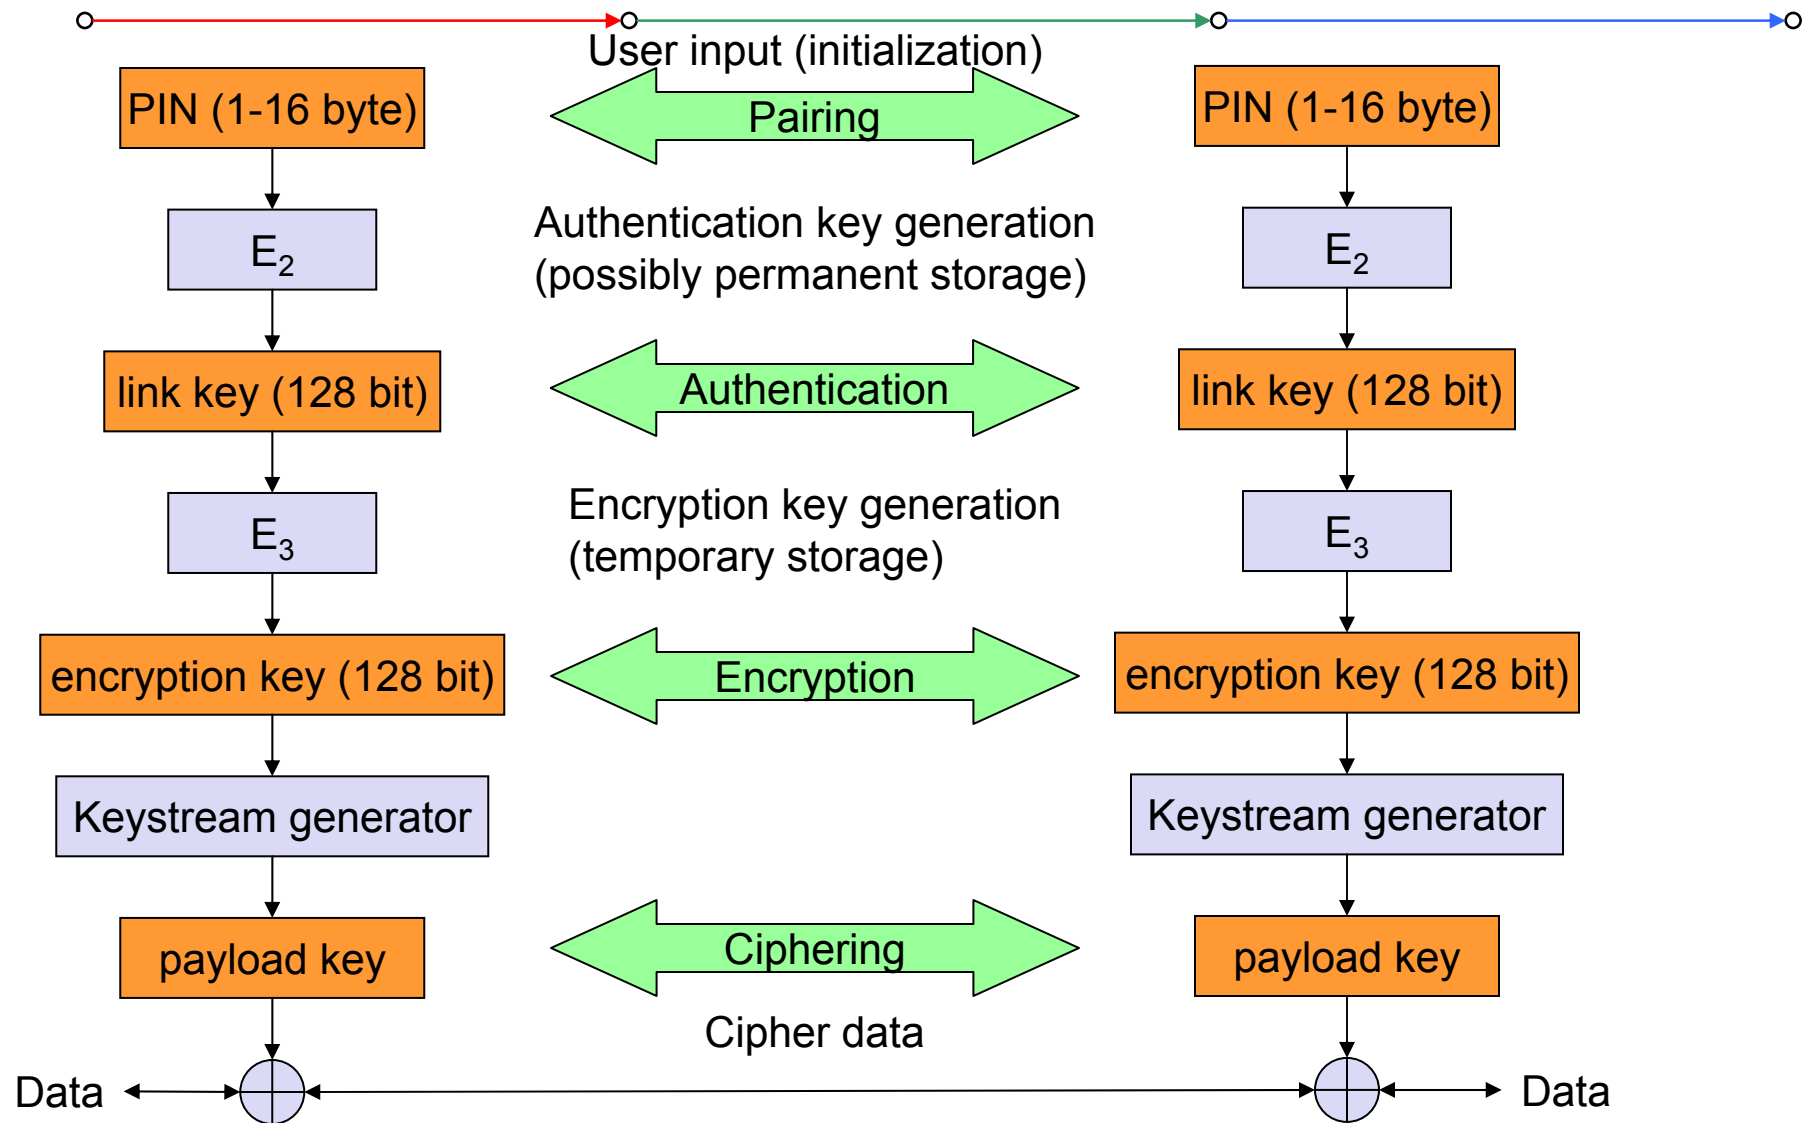 User input (initialization)
PIN (1-16 byte)
Pairing
PIN (1-16 byte)
E₂
Authentication key generation
(possibly permanent storage)
E₂
link key (128 bit)
Authentication
link key (128 bit)
E₃
Encryption key generation
(temporary storage)
E₃
encryption key (128 bit)
Encryption
encryption key (128 bit)
Keystream generator
Keystream generator
payload key
Ciphering
payload key
Cipher data
Data
Data